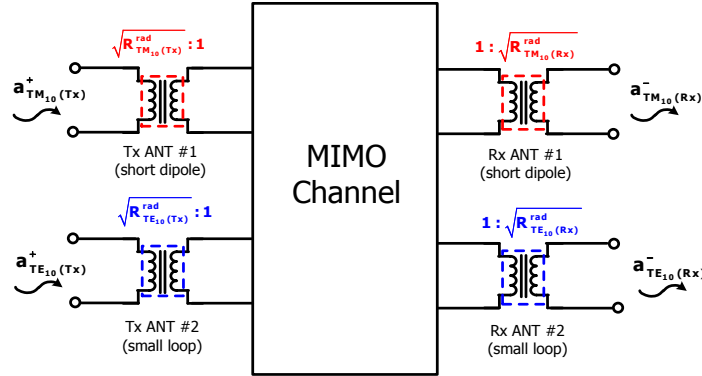 √R^rad_TM₁₀(Tx) : 1
1 : √R^rad_TM₁₀(Rx)
a⁺_TM₁₀(Tx)
a⁻_TM₁₀(Rx)
Tx ANT #1
(short dipole)
MIMO
Channel
Rx ANT #1
(short dipole)
√R^rad_TE₁₀(Tx) : 1
1 : √R^rad_TE₁₀(Rx)
a⁺_TE₁₀(Tx)
a⁻_TE₁₀(Rx)
Tx ANT #2
(small loop)
Rx ANT #2
(small loop)